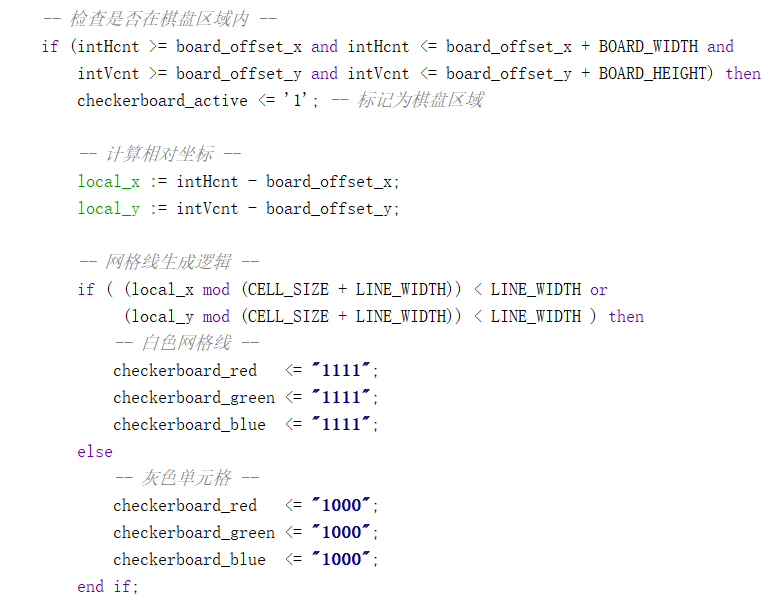 -- 检查是否在棋盘区域内 --
if (intHcnt >= board_offset_x and intHcnt <= board_offset_x + BOARD_WIDTH and
intVcnt >= board_offset_y and intVcnt <= board_offset_y + BOARD_HEIGHT) then
checkerboard_active <= '1'; -- 标记为棋盘区域
-- 计算相对坐标 --
local_x := intHcnt - board_offset_x;
local_y := intVcnt - board_offset_y;
-- 网格线生成逻辑 --
if ( (local_x mod (CELL_SIZE + LINE_WIDTH)) < LINE_WIDTH or
(local_y mod (CELL_SIZE + LINE_WIDTH)) < LINE_WIDTH ) then
-- 白色网格线 --
checkerboard_red <= "1111";
checkerboard_green <= "1111";
checkerboard_blue <= "1111";
else
-- 灰色单元格 --
checkerboard_red <= "1000";
checkerboard_green <= "1000";
checkerboard_blue <= "1000";
end if;